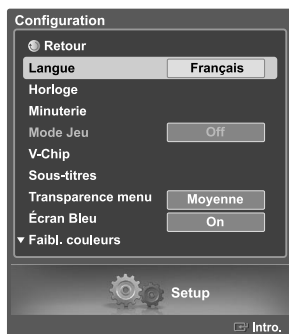 Configuration
Retour
Langue Français
Horloge
Minuterie
Mode Jeu Off
V-Chip
Sous-titres
Transparence menu Moyenne
Écran Bleu On
Faibl. couleurs
Setup
Intro.